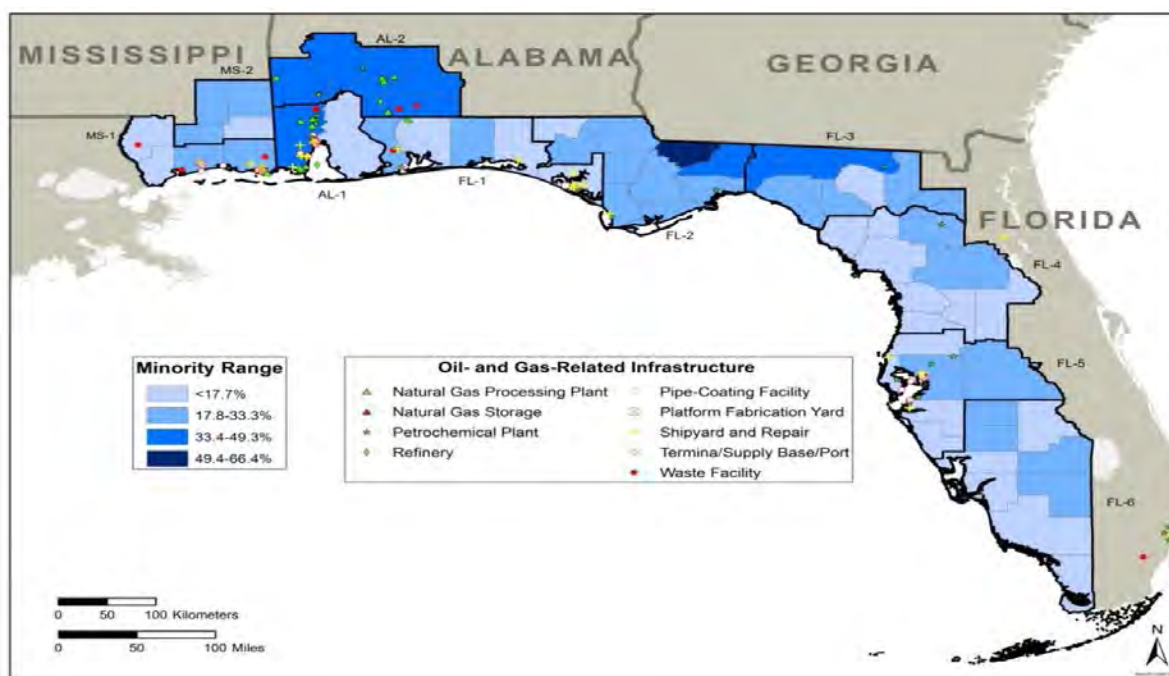 MISSISSIPPI
AL-2
ALABAMA
GEORGIA
MS-2
MS-1
FL-3
AL-1
FL-1
FL-2
FLORIDA
FL-4
Minority Range
<17.7%
17.8-33.3%
33.4-49.3%
49.4-66.4%
Oil- and Gas-Related Infrastructure
Natural Gas Processing Plant
Natural Gas Storage
Petrochemical Plant
Refinery
Pipe-Coating Facility
Platform Fabrication Yard
Shipyard and Repair
Termina/Supply Base/Port
Waste Facility
FL-5
FL-6
0 50 100 Kilometers
0 50 100 Miles
N